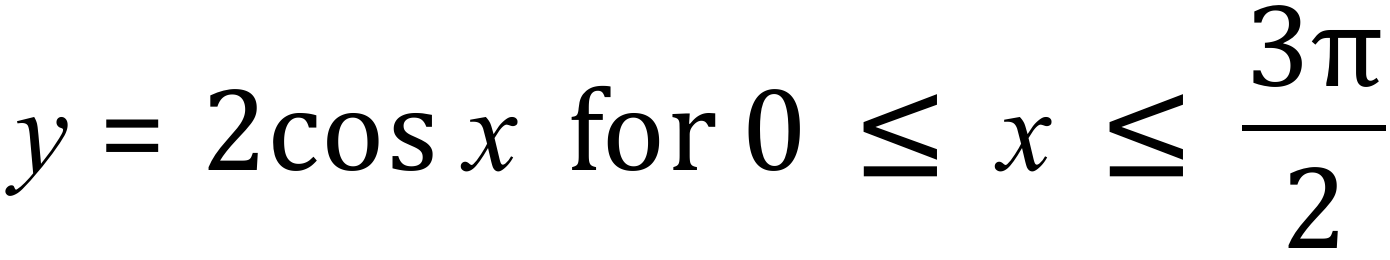 y = 2cos x for 0 ≤ x ≤ 3π/2